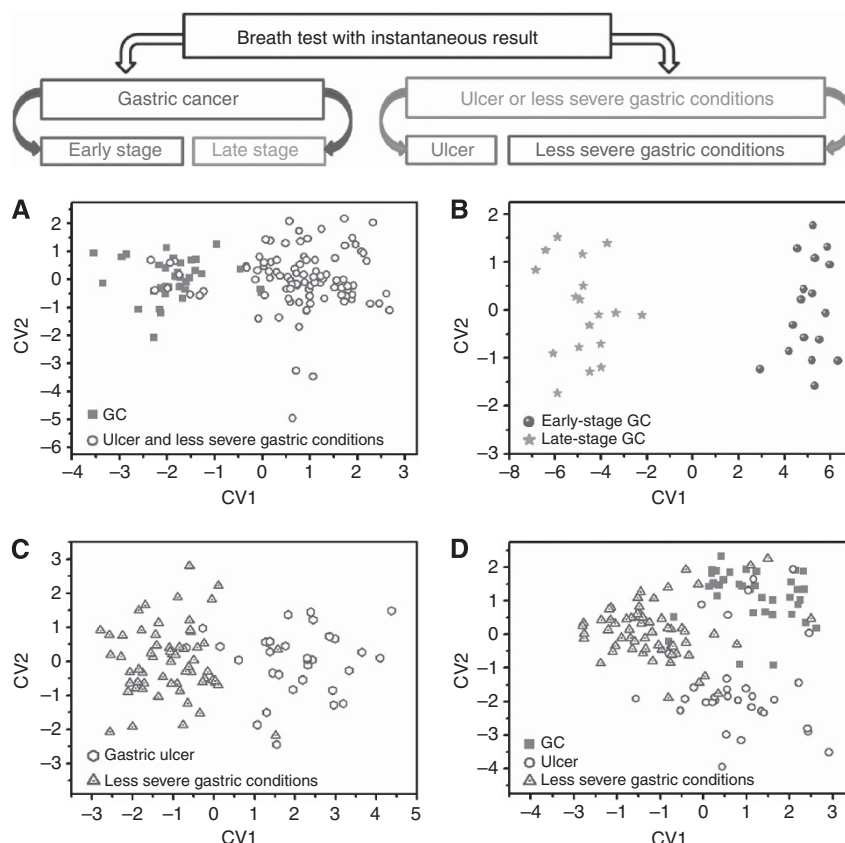 Breath test with instantaneous result
Gastric cancer
Ulcer or less severe gastric conditions
Early stage
Late stage
Ulcer
Less severe gastric conditions
A
2
1
0
−1
−2
−3
−4
−5
−6
CV2
GC
Ulcer and less severe gastric conditions
−4 −3 −2 −1 0 1 2 3
CV1
B
2
1
0
−1
−2
−3
CV2
Early-stage GC
Late-stage GC
−8 −6 −4 −2 0 2 4 6
CV1
C
3
2
1
0
−1
−2
−3
CV2
Gastric ulcer
Less severe gastric conditions
−3 −2 −1 0 1 2 3 4 5
CV1
D
2
1
0
−1
−2
−3
−4
CV2
GC
Ulcer
Less severe gastric conditions
−4 −3 −2 −1 0 1 2 3
CV1